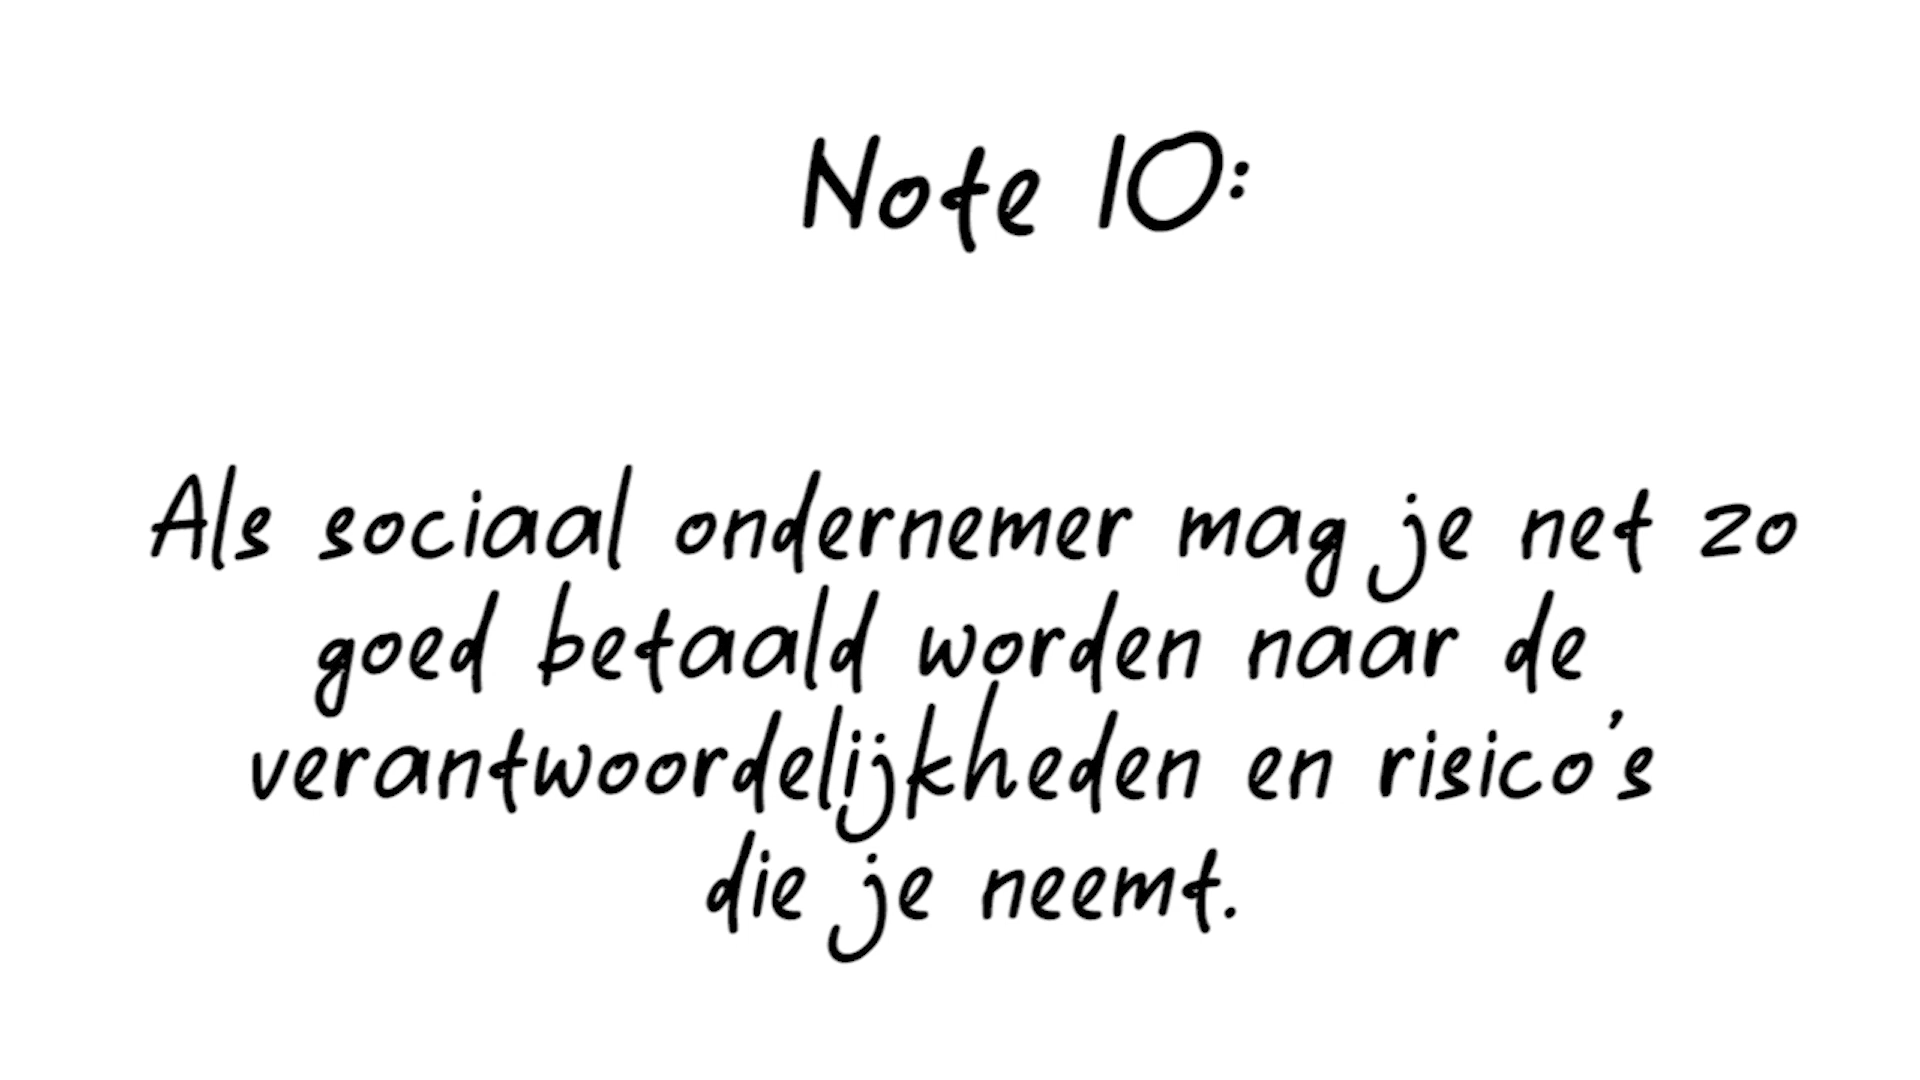 Note 10:
Als sociaal ondernemer mag je net zo
goed betaald worden naar de
verantwoordelijkheden en risico's
die je neemt.